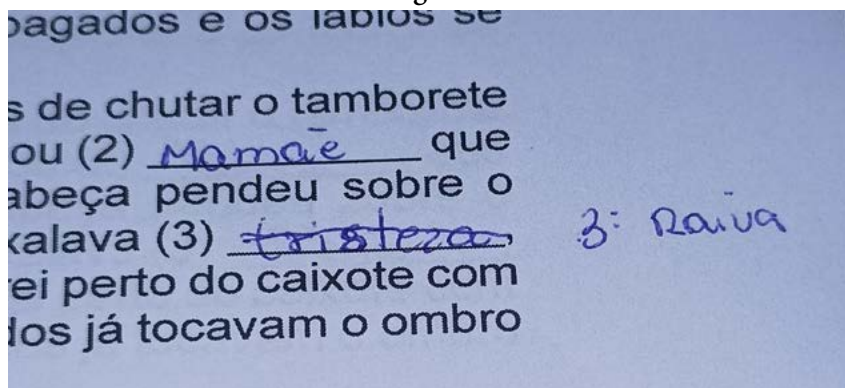 pagados e os lábios se
s de chutar o tamborete
ou (2) Mamãe que
abeça pendeu sobre o
xalava (3) tristeza,
3: Raiva
ei perto do caixote com
dos já tocavam o ombro